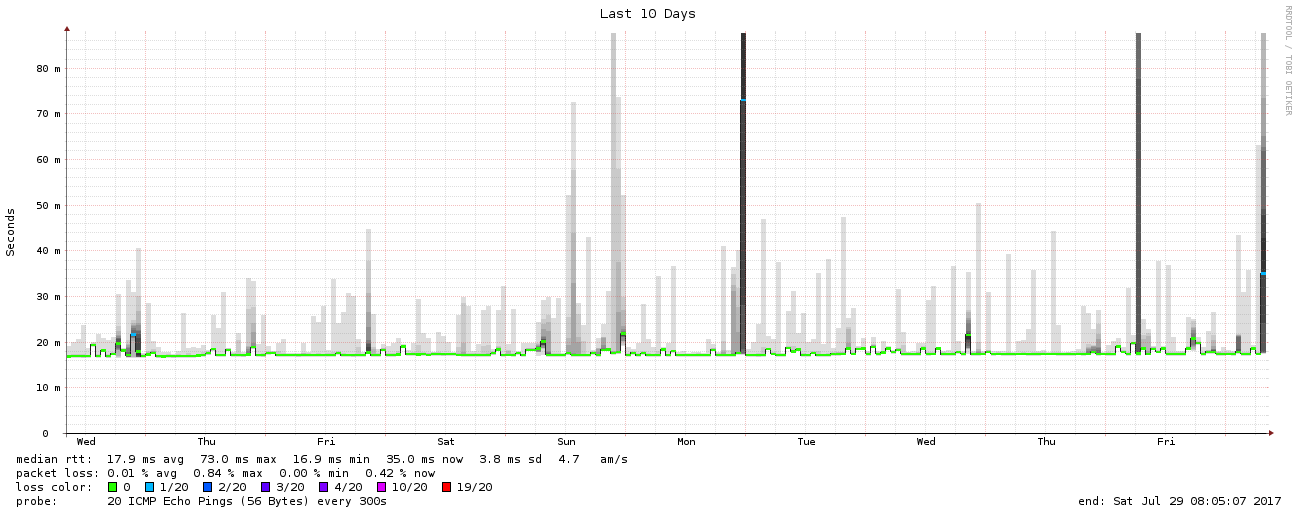 Last 10 Days
RRDTOOL / TOBI OETIKER
Seconds
80 m
70 m
60 m
50 m
40 m
30 m
20 m
10 m
0
Wed Thu Fri Sat Sun Mon Tue Wed Thu Fri
median rtt: 17.9 ms avg 73.0 ms max 16.9 ms min 35.0 ms now 3.8 ms sd 4.7 am/s
packet loss: 0.01 % avg 0.84 % max 0.00 % min 0.42 % now
loss color: 0 1/20 2/20 3/20 4/20 10/20 19/20
probe: 20 ICMP Echo Pings (56 Bytes) every 300s end: Sat Jul 29 08:05:07 2017